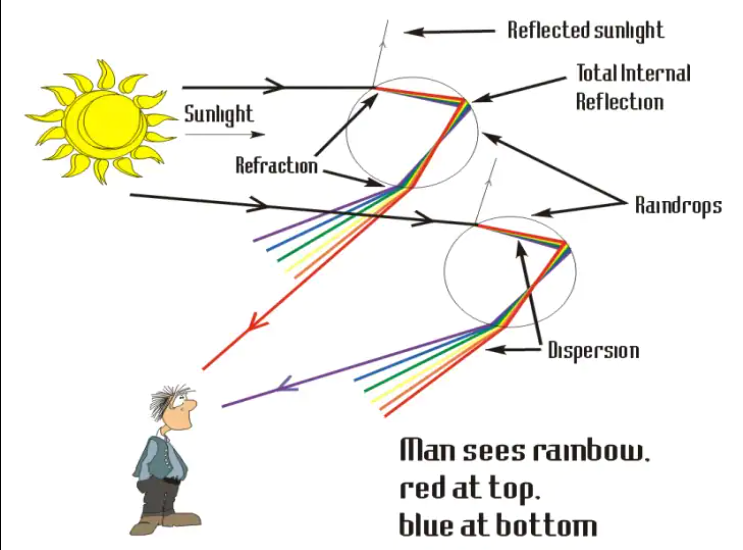 Reflected sunlight
Total Internal
Reflection
Sunlight
Refraction
Raindrops
Dispersion
Man sees rainbow.
red at top.
blue at bottom